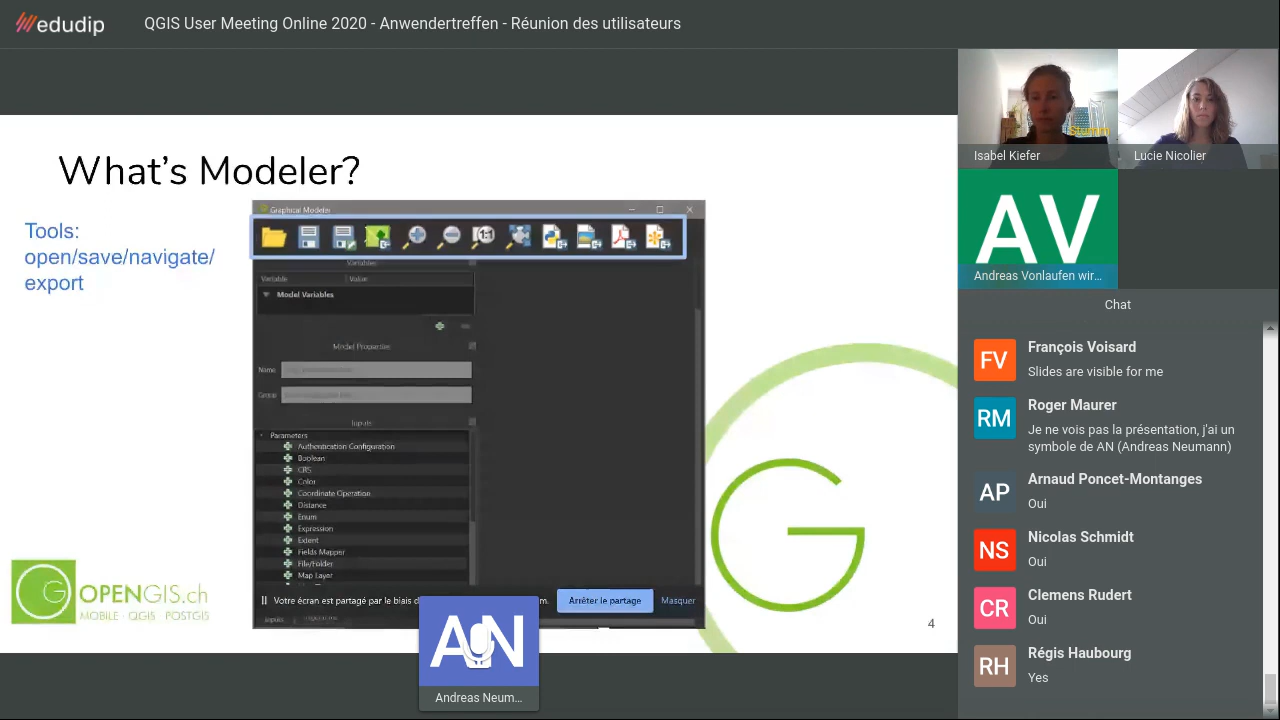 edudip
QGIS User Meeting Online 2020 - Anwendertreffen - Réunion des utilisateurs
What's Modeler?
Tools:
open/save/navigate/
export
Graphical Modeler
1:1
Variables
Variable
Value
Model Variables
Model Properties
Name
Group
Inputs
Parameters
Authentication Configuration
Boolean
CRS
Color
Coordinate Operation
Distance
Enum
Expression
Extent
Fields Mapper
File/Folder
Map Layer
Votre écran est partagé par le biais
Arrêter le partage
Masquer
Inputs
OPENGIS.ch
MOBILE · QGIS · POSTGIS
4
AN
Andreas Neum...
Isabel Kiefer
Lucie Nicolier
AV
Andreas Vonlaufen wir...
Chat
FV
François Voisard
Slides are visible for me
RM
Roger Maurer
Je ne vois pas la présentation, j'ai un
symbole de AN (Andreas Neumann)
AP
Arnaud Poncet-Montanges
Oui
NS
Nicolas Schmidt
Oui
CR
Clemens Rudert
Oui
RH
Régis Haubourg
Yes